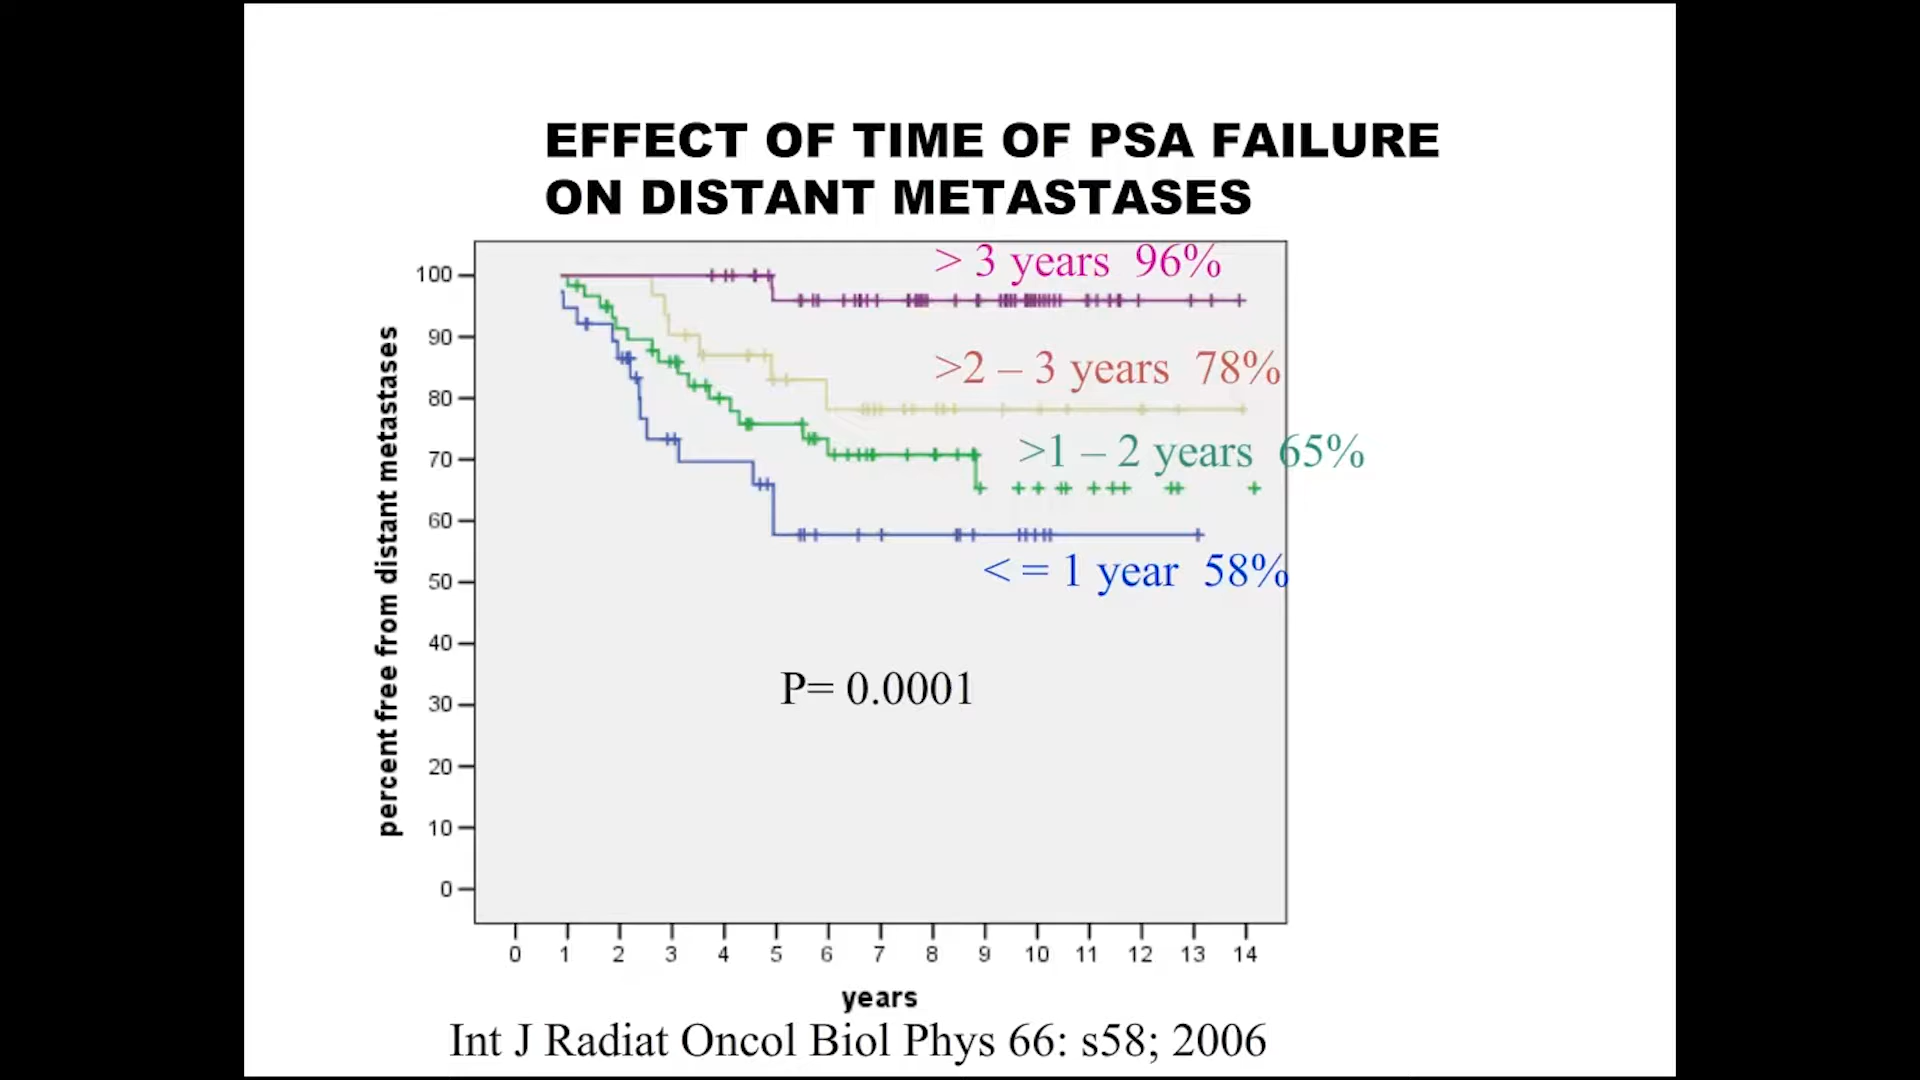 EFFECT OF TIME OF PSA FAILURE
ON DISTANT METASTASES
> 3 years 96%
>2 – 3 years 78%
>1 – 2 years 65%
< = 1 year 58%
P= 0.0001
percent free from distant metastases
100
90
80
70
60
50
40
30
20
10
0
0 1 2 3 4 5 6 7 8 9 10 11 12 13 14
years
Int J Radiat Oncol Biol Phys 66: s58; 2006